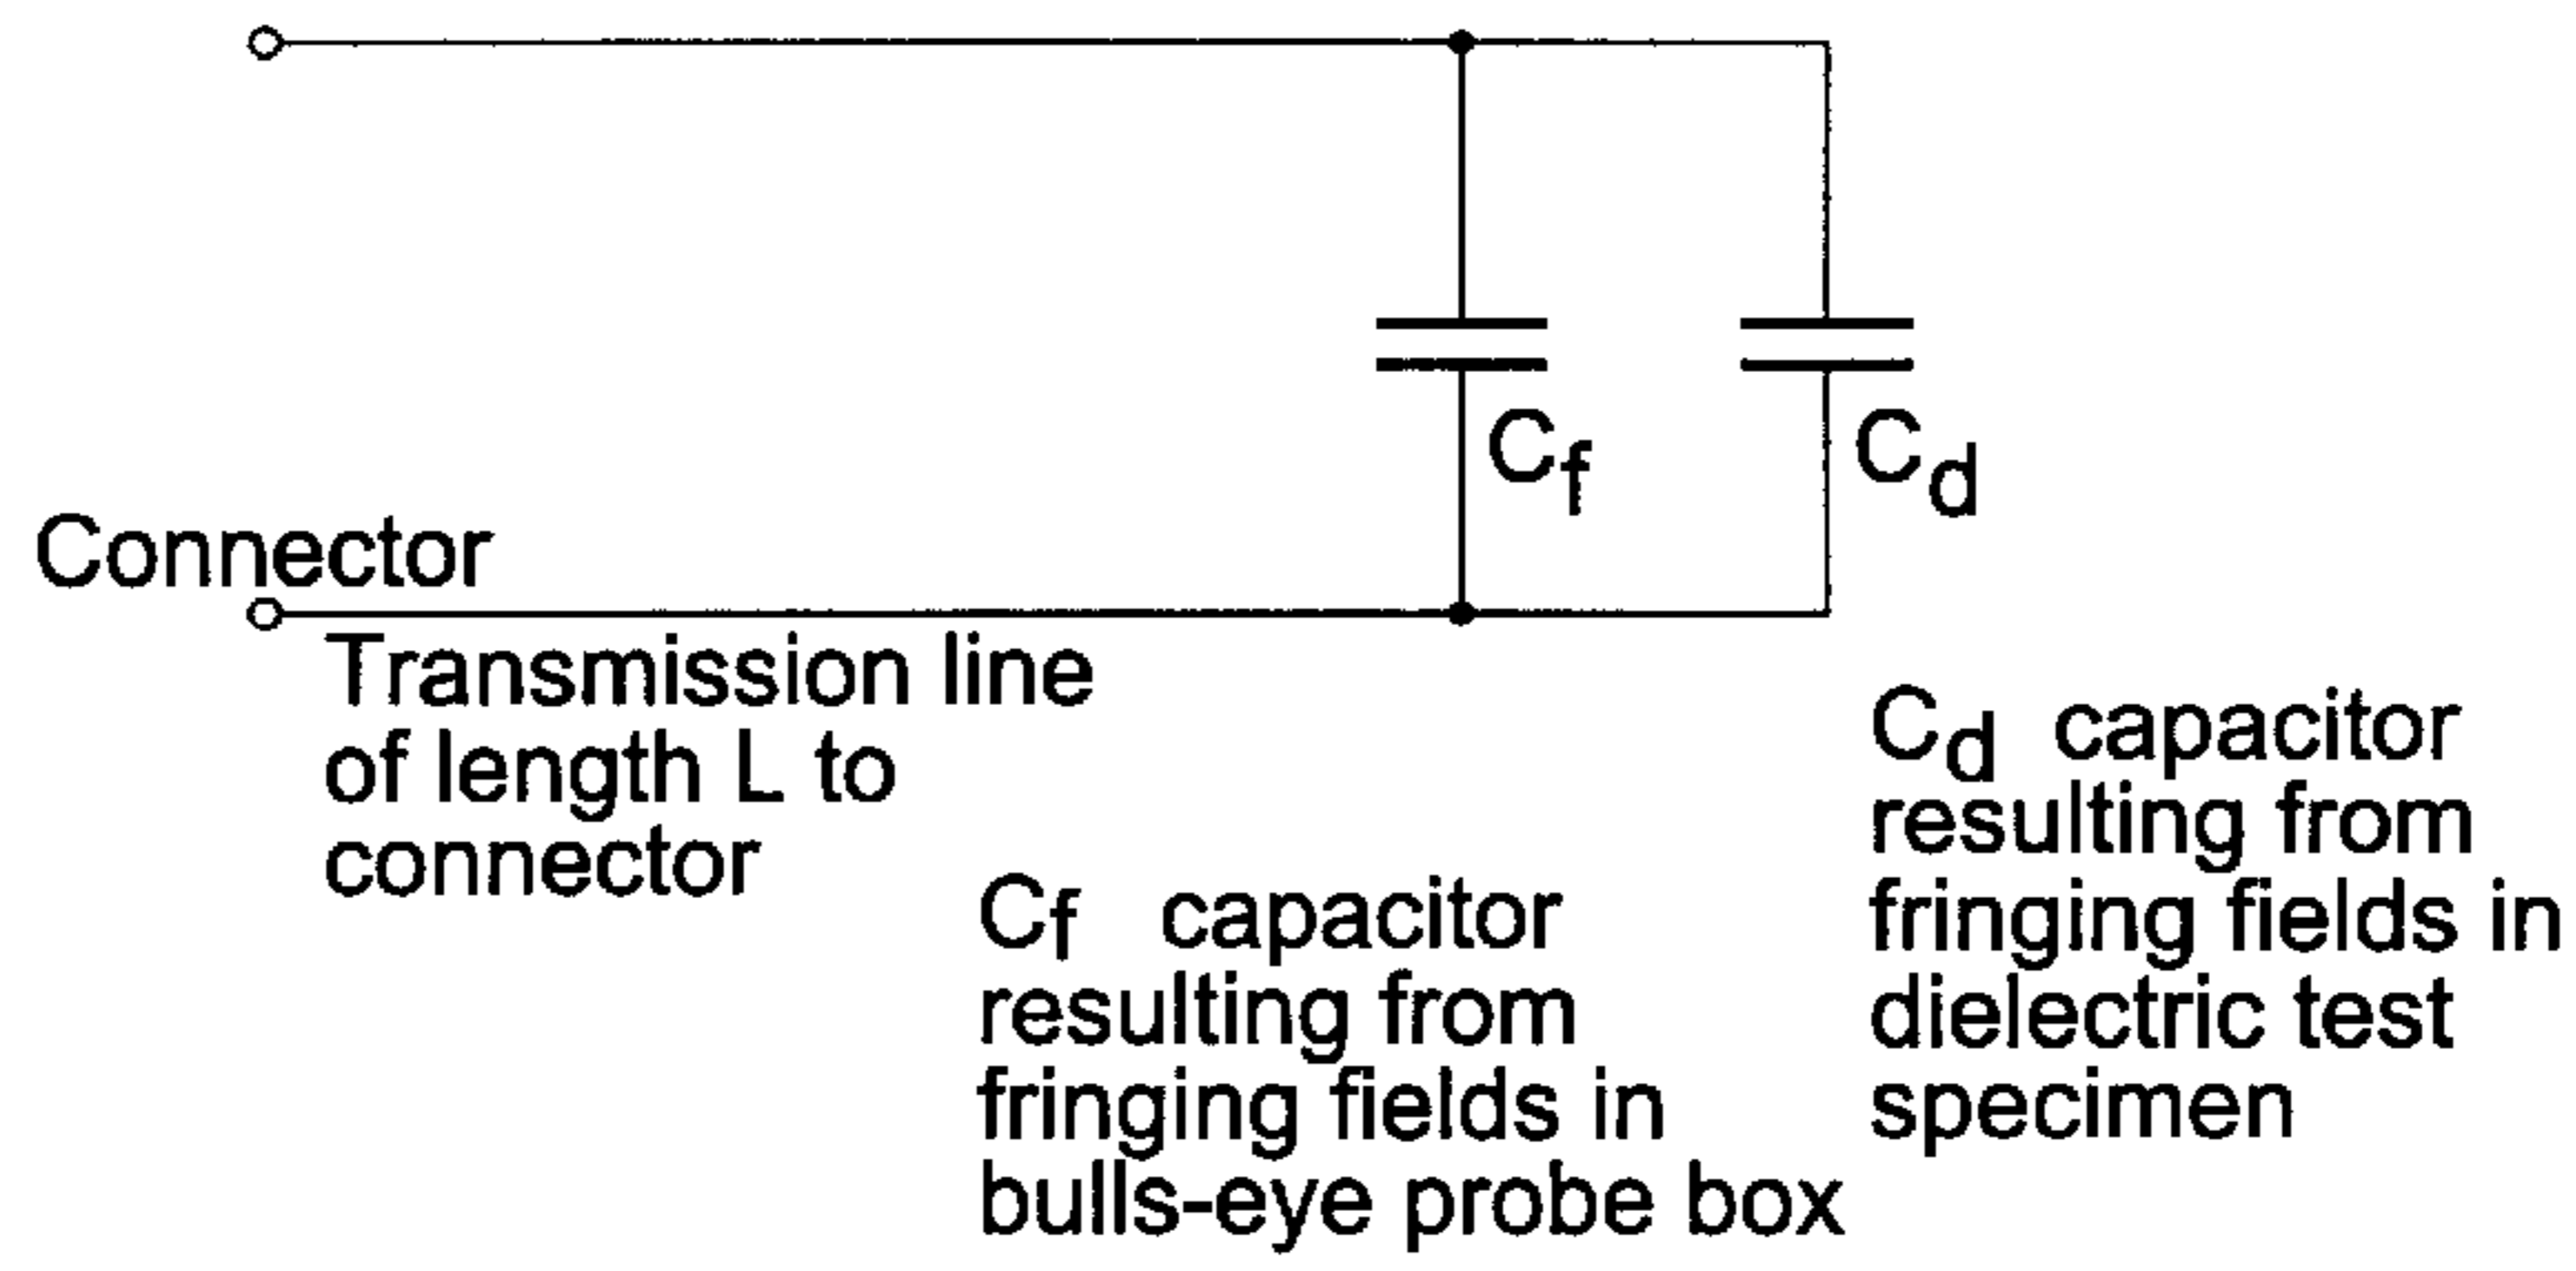 Cf
Cd
Connector
Transmission line
of length L to
connector
Cf capacitor
resulting from
fringing fields in
bulls-eye probe box
Cd capacitor
resulting from
fringing fields in
dielectric test
specimen